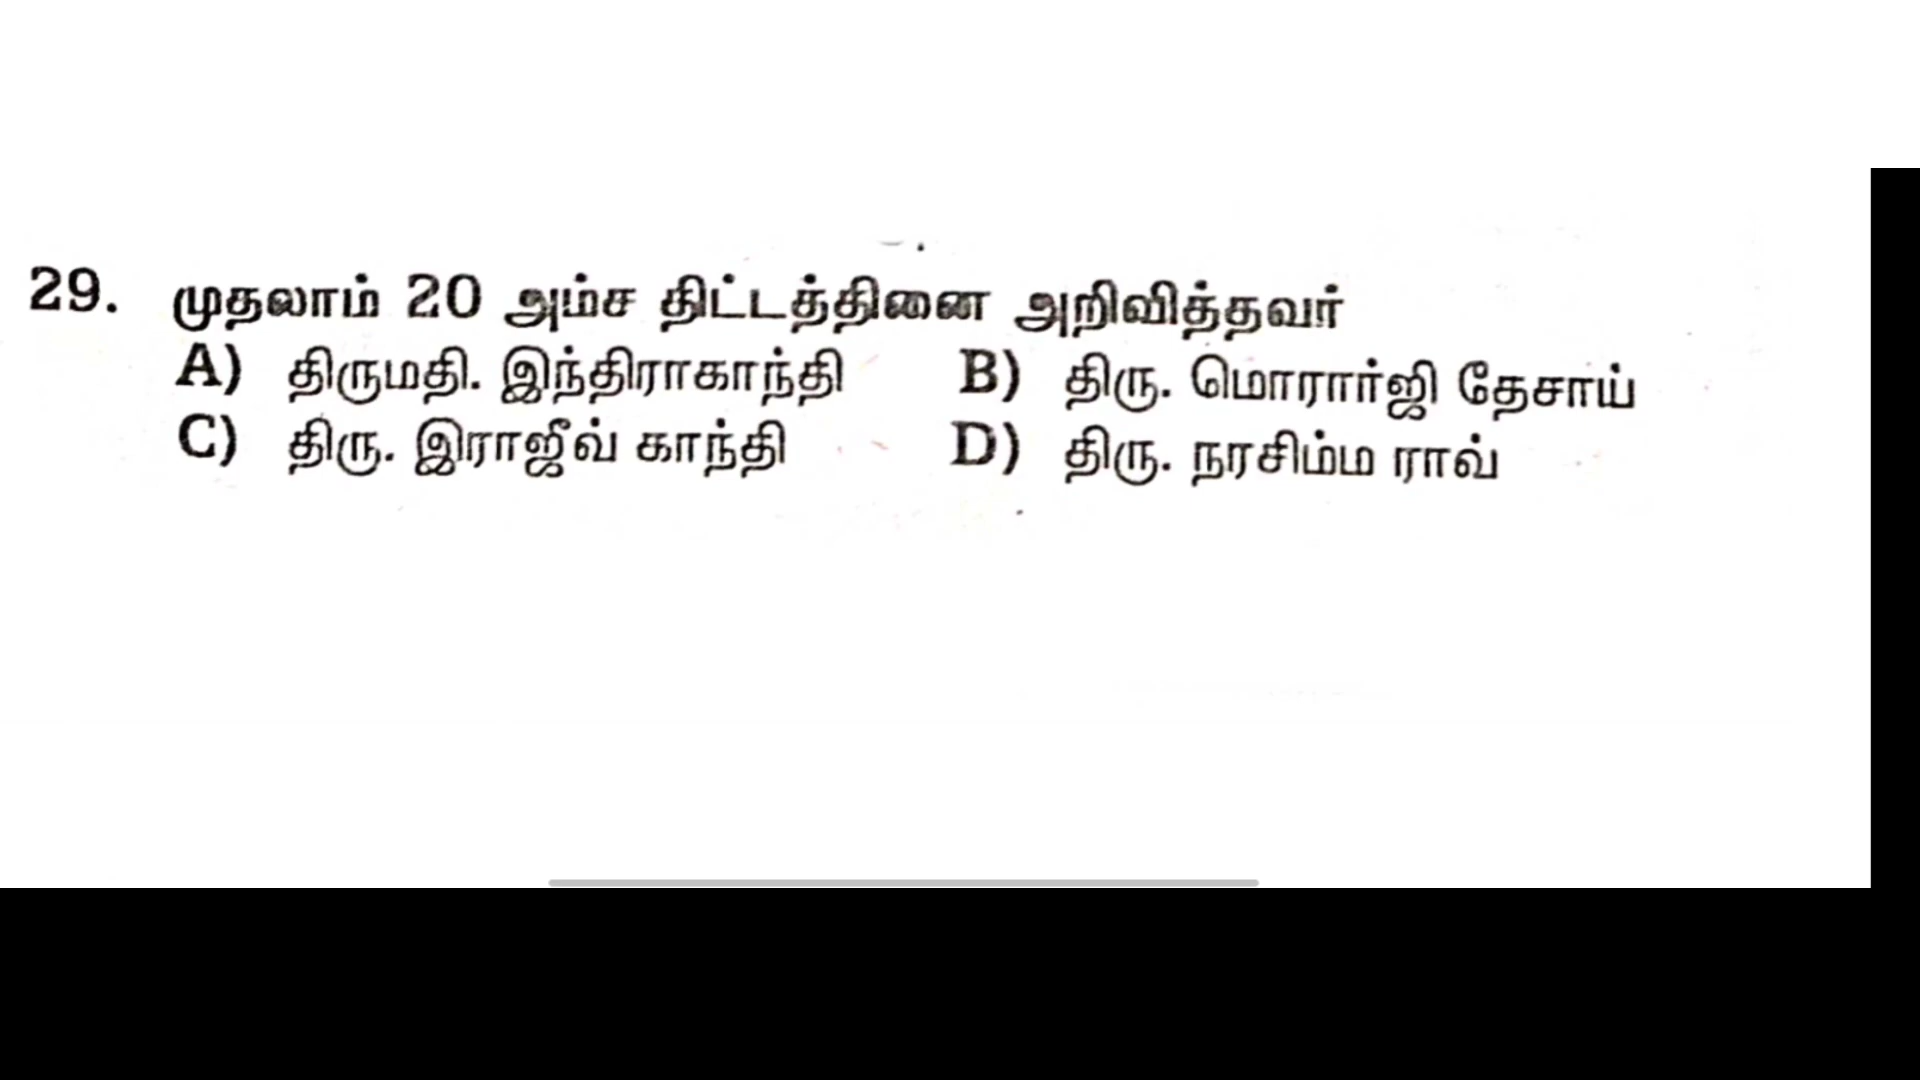 29. முதலாம் 20 அம்ச திட்டத்தினை அறிவித்தவர்
A) திருமதி. இந்திராகாந்தி B) திரு. மொரார்ஜி தேசாய்
C) திரு. இராஜீவ் காந்தி D) திரு. நரசிம்ம ராவ்